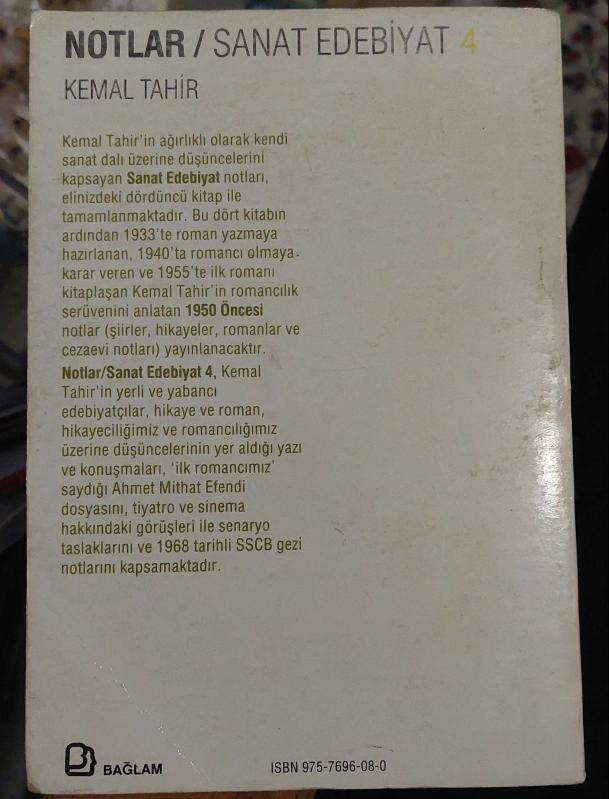 NOTLAR / SANAT EDEBİYAT 4
KEMAL TAHİR
Kemal Tahir'in ağırlıklı olarak kendi
sanat dalı üzerine düşüncelerini
kapsayan Sanat Edebiyat notları,
elinizdeki dördüncü kitap ile
tamamlanmaktadır. Bu dört kitabın
ardından 1933'te roman yazmaya
hazırlanan, 1940'ta romancı olmaya
karar veren ve 1955'te ilk romanı
kitaplaşan Kemal Tahir'in romancılık
serüvenini anlatan 1950 Öncesi
notlar (şiirler, hikayeler, romanlar ve
cezaevi notları) yayınlanacaktır.
Notlar/Sanat Edebiyat 4, Kemal
Tahir'in yerli ve yabancı
edebiyatçılar, hikaye ve roman,
hikayeciliğimiz ve romancılığımız
üzerine düşüncelerinin yer aldığı yazı
ve konuşmaları, 'ilk romancımız'
saydığı Ahmet Mithat Efendi
dosyasını, tiyatro ve sinema
hakkındaki görüşleri ile senaryo
taslaklarını ve 1968 tarihli SSCB gezi
notlarını kapsamaktadır.
BAĞLAM
ISBN 975-7696-08-0